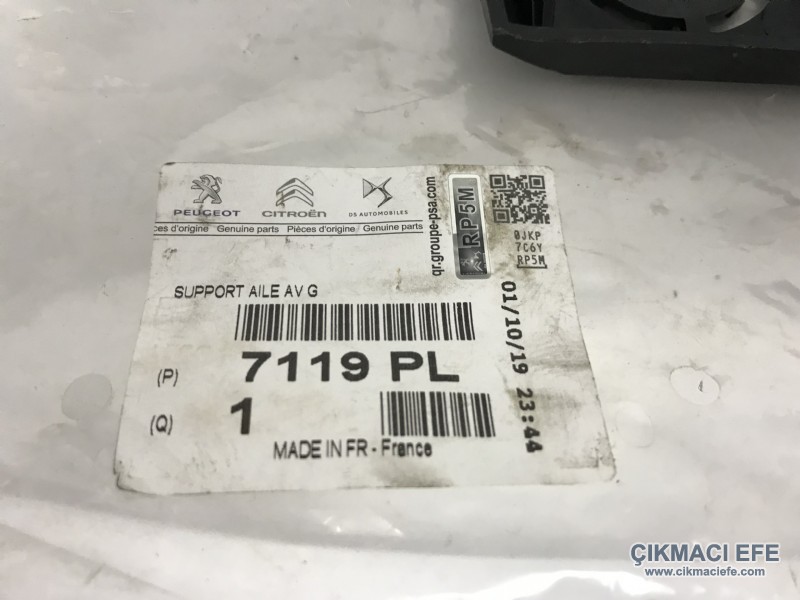 PEUGEOT CITROËN DS AUTOMOBILES
ces d'origine Genuine parts Pièces d'origine Genuine parts
qr.groupe-psa.com
RP5M
0JKP
7C6Y
RP5M
SUPPORT AILE AV G
(P) 7119 PL
(Q) 1
MADE IN FR - France
01/10/19 23:44
ÇIKMACI EFE
www.cikmaciefe.com